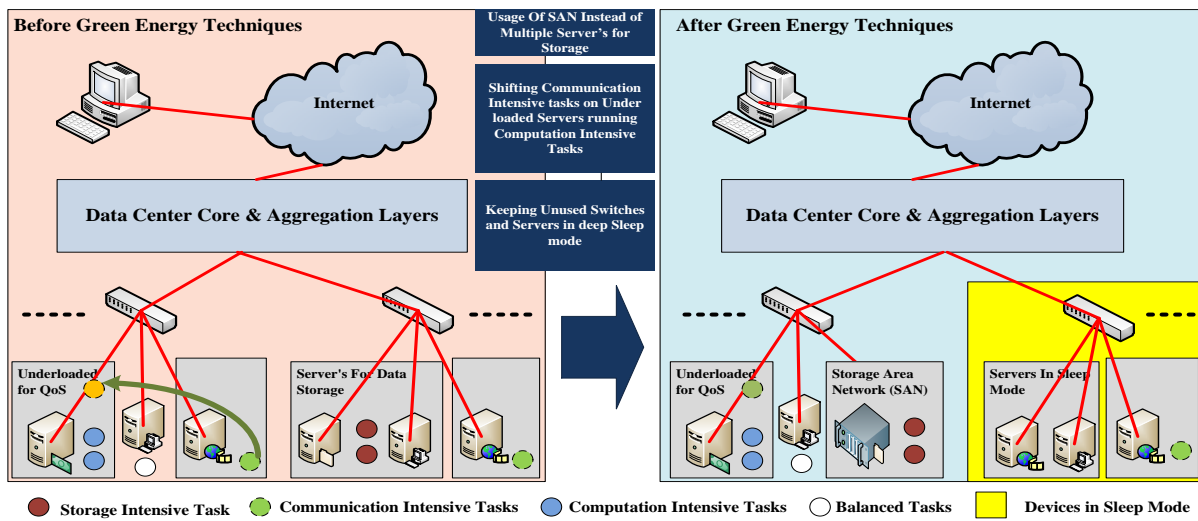 Before Green Energy Techniques
Internet
Data Center Core & Aggregation Layers
Underloaded
for QoS
Server's For Data
Storage
Usage Of SAN Instead of
Multiple Server's for
Storage
Shifting Communication
Intensive tasks on Under
loaded Servers running
Computation Intensive
Tasks
Keeping Unused Switches
and Servers in deep Sleep
mode
After Green Energy Techniques
Internet
Data Center Core & Aggregation Layers
Underloaded
for QoS
Storage Area
Network (SAN)
Servers In Sleep
Mode
Storage Intensive Task
Communication Intensive Tasks
Computation Intensive Tasks
Balanced Tasks
Devices in Sleep Mode